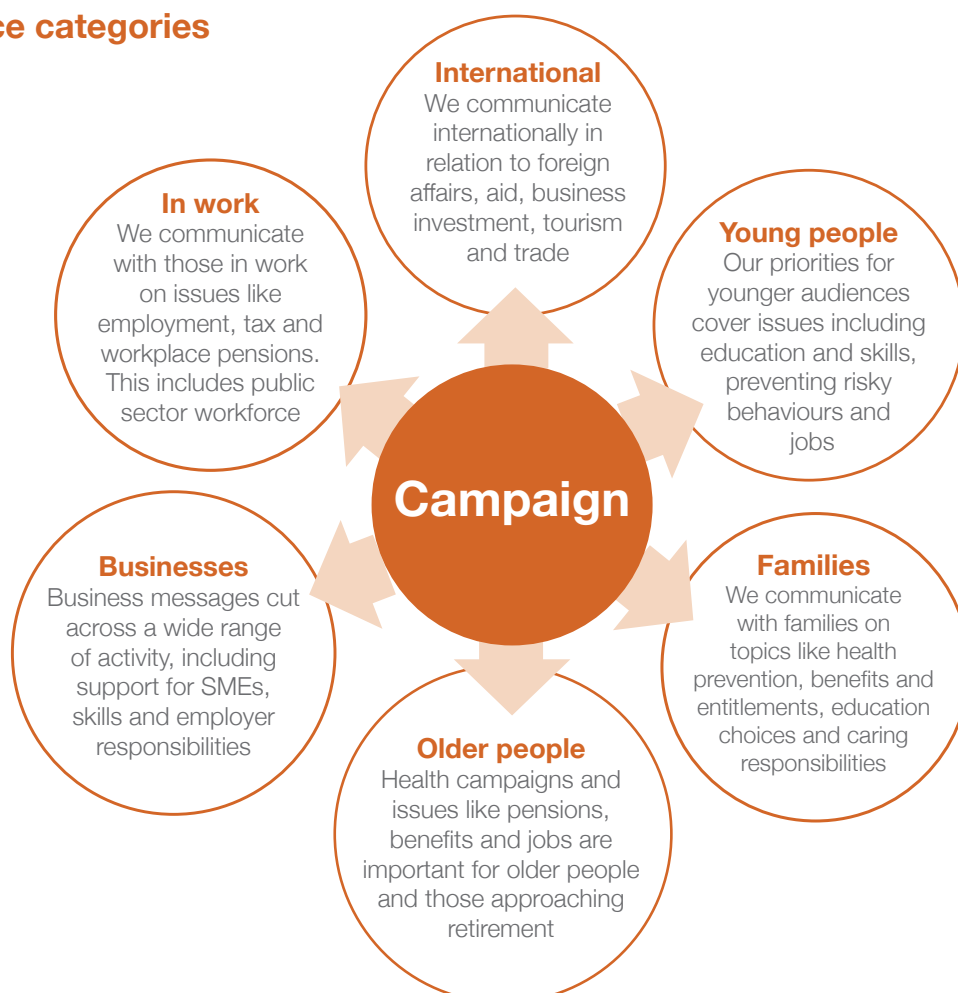 ce categories
International
We communicate
internationally in
relation to foreign
affairs, aid, business
investment, tourism
and trade
In work
We communicate
with those in work
on issues like
employment, tax and
workplace pensions.
This includes public
sector workforce
Young people
Our priorities for
younger audiences
cover issues including
education and skills,
preventing risky
behaviours and
jobs
Campaign
Businesses
Business messages cut
across a wide range
of activity, including
support for SMEs,
skills and employer
responsibilities
Families
We communicate
with families on
topics like health
prevention, benefits and
entitlements, education
choices and caring
responsibilities
Older people
Health campaigns and
issues like pensions,
benefits and jobs are
important for older people
and those approaching
retirement